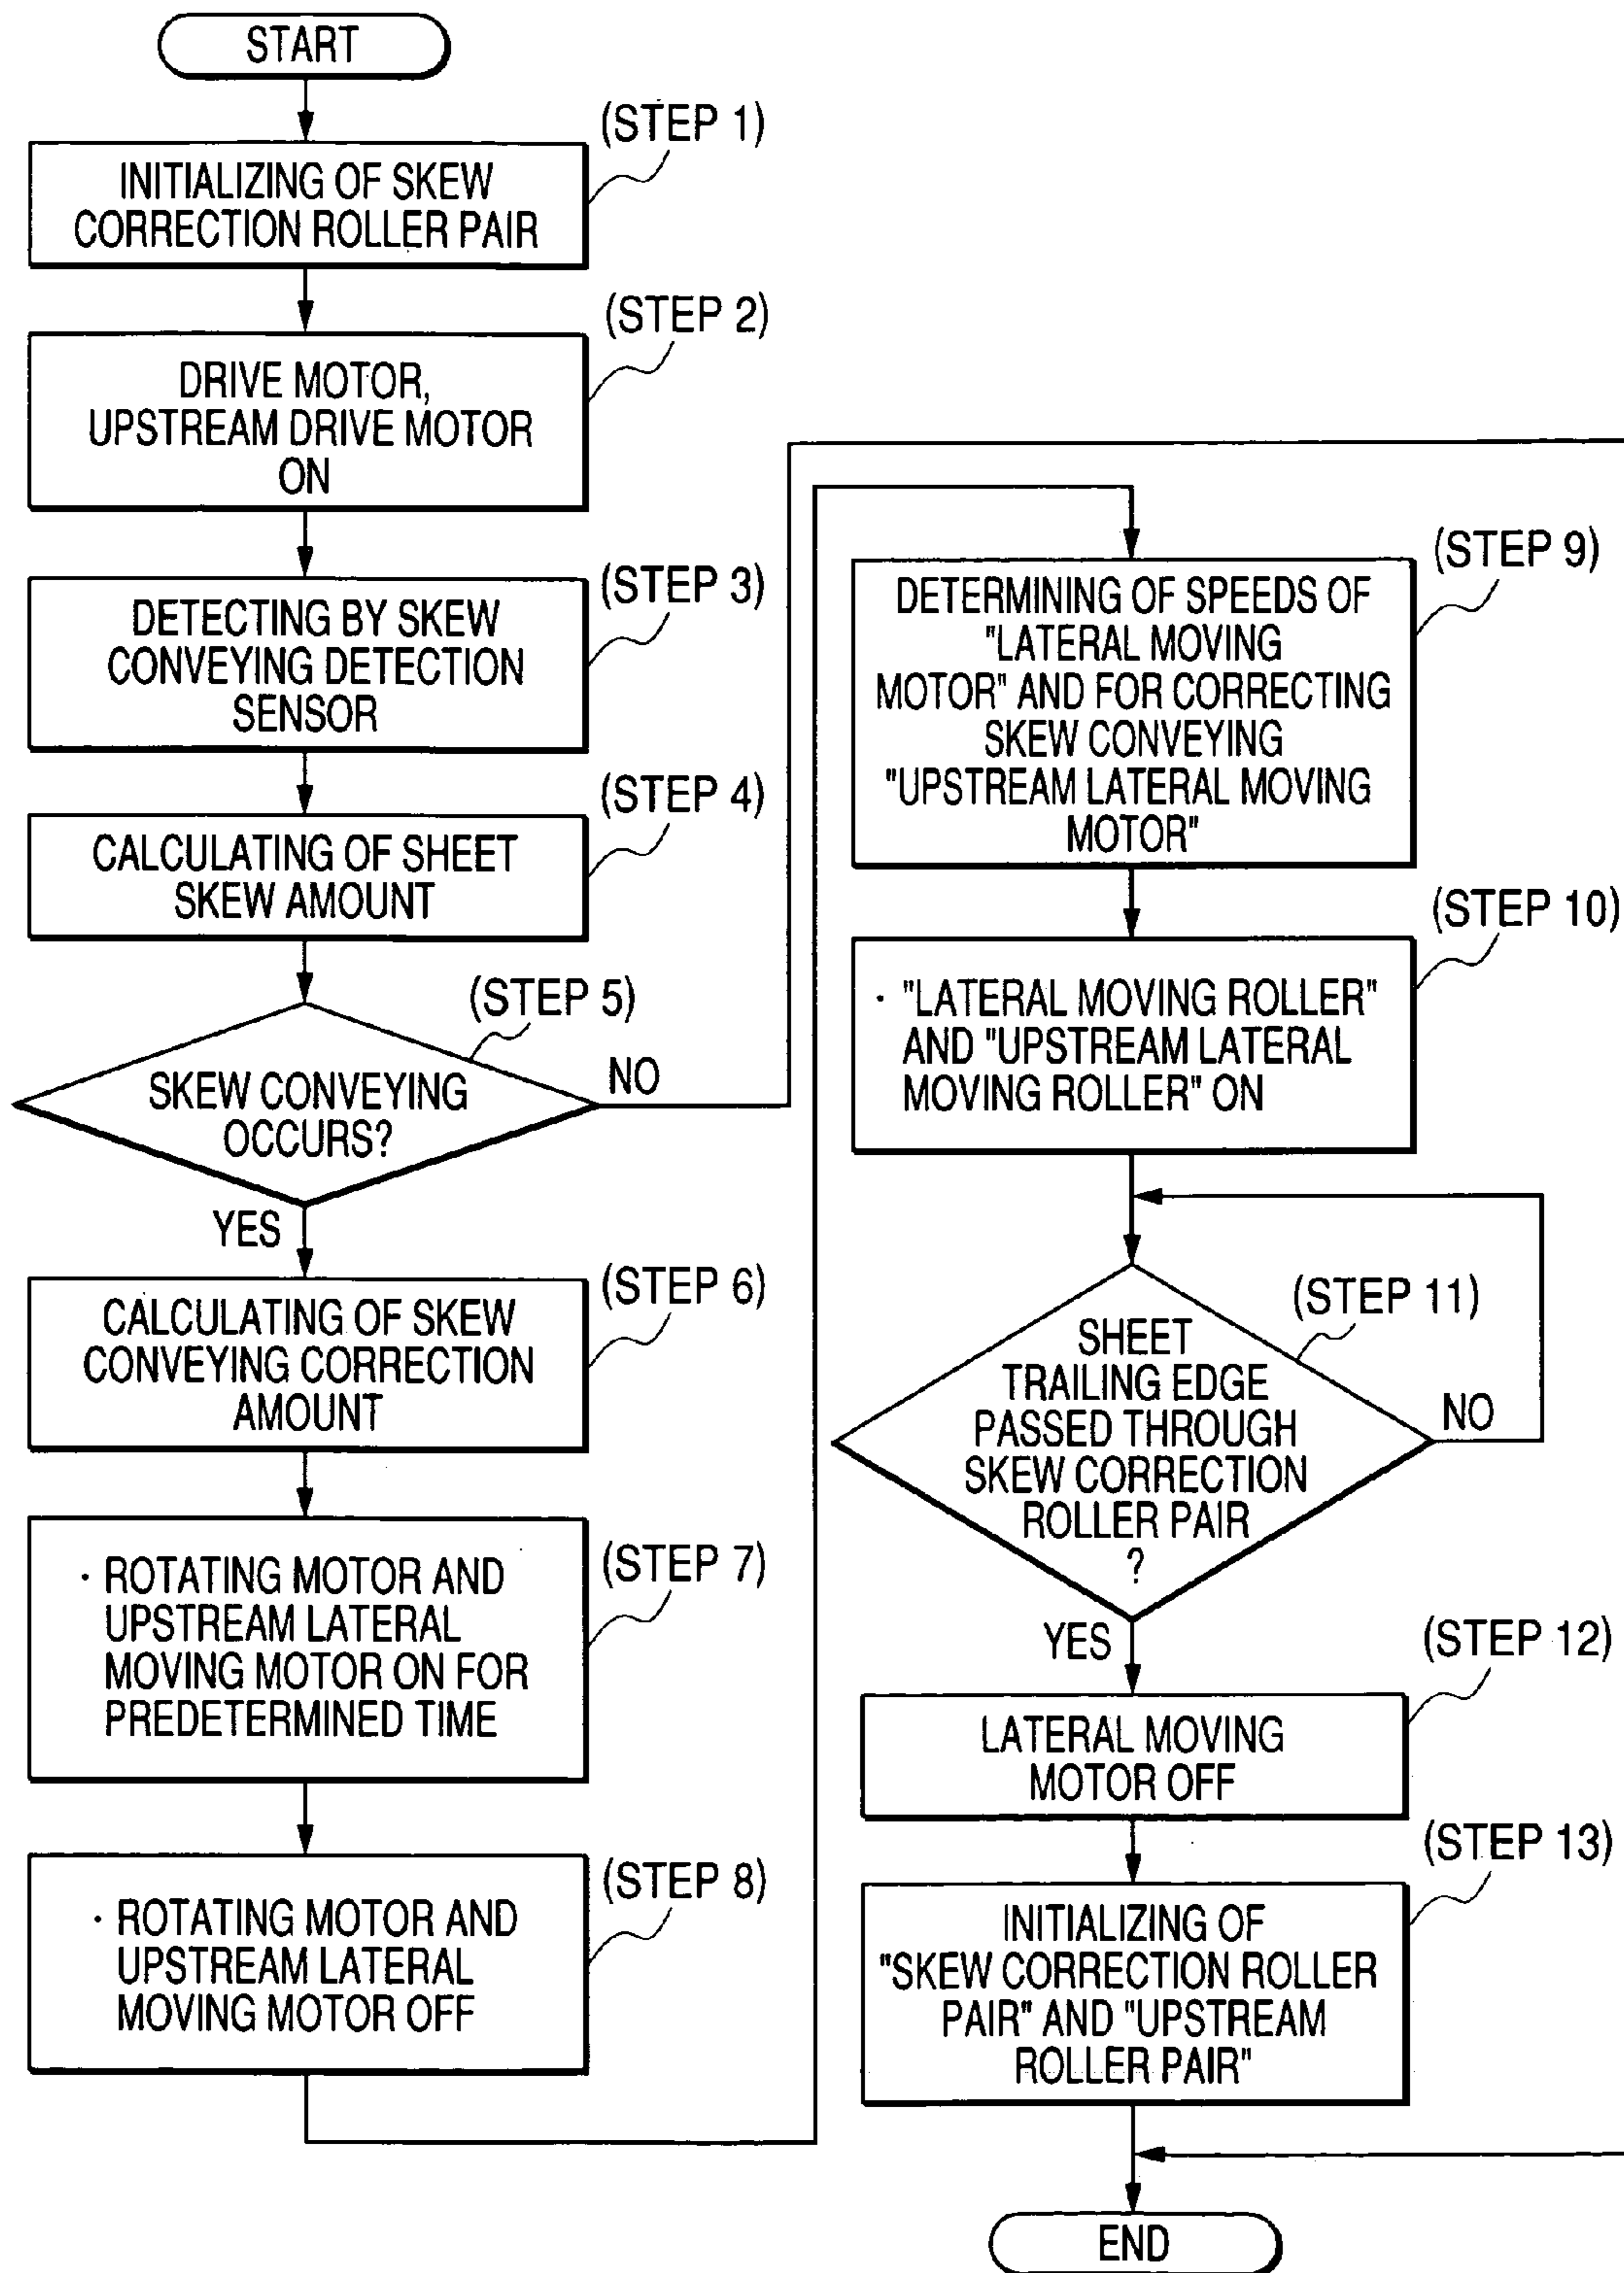 START
(STEP 1)
INITIALIZING OF SKEW
CORRECTION ROLLER PAIR
(STEP 2)
DRIVE MOTOR,
UPSTREAM DRIVE MOTOR
ON
(STEP 3)
DETECTING BY SKEW
CONVEYING DETECTION
SENSOR
(STEP 4)
CALCULATING OF SHEET
SKEW AMOUNT
(STEP 5)
SKEW CONVEYING
OCCURS?
NO
YES
(STEP 6)
CALCULATING OF SKEW
CONVEYING CORRECTION
AMOUNT
(STEP 7)
· ROTATING MOTOR AND
UPSTREAM LATERAL
MOVING MOTOR ON FOR
PREDETERMINED TIME
(STEP 8)
· ROTATING MOTOR AND
UPSTREAM LATERAL
MOVING MOTOR OFF
(STEP 9)
DETERMINING OF SPEEDS OF
"LATERAL MOVING
MOTOR" AND FOR CORRECTING
SKEW CONVEYING
"UPSTREAM LATERAL MOVING
MOTOR"
(STEP 10)
· "LATERAL MOVING ROLLER"
AND "UPSTREAM LATERAL
MOVING ROLLER" ON
(STEP 11)
SHEET
TRAILING EDGE
PASSED THROUGH
SKEW CORRECTION
ROLLER PAIR
?
NO
YES
(STEP 12)
LATERAL MOVING
MOTOR OFF
(STEP 13)
INITIALIZING OF
"SKEW CORRECTION ROLLER
PAIR" AND "UPSTREAM
ROLLER PAIR"
END